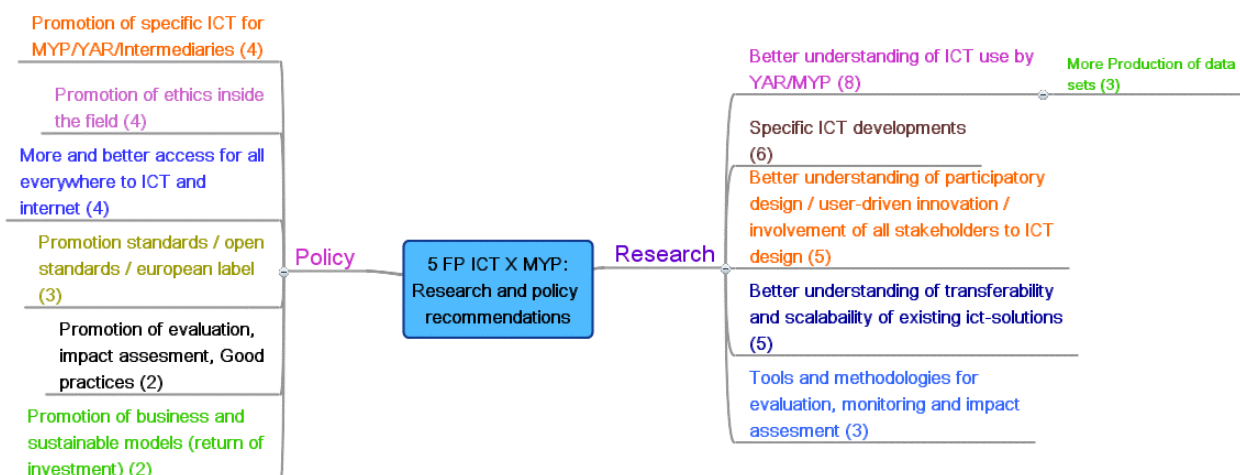 Promotion of specific ICT for
MYP/YAR/Intermediaries (4)
Promotion of ethics inside
the field (4)
More and better access for all
everywhere to ICT and
internet (4)
Promotion standards / open
standards / european label
(3)
Promotion of evaluation,
impact assesment, Good
practices (2)
Promotion of business and
sustainable models (return of
investment) (2)
Policy
5 FP ICT X MYP:
Research and policy
recommendations
Research
Better understanding of ICT use by
YAR/MYP (8)
More Production of data
sets (3)
Specific ICT developments
(6)
Better understanding of participatory
design / user-driven innovation /
involvement of all stakeholders to ICT
design (5)
Better understanding of transferability
and scalabaility of existing ict-solutions
(5)
Tools and methodologies for
evaluation, monitoring and impact
assesment (3)